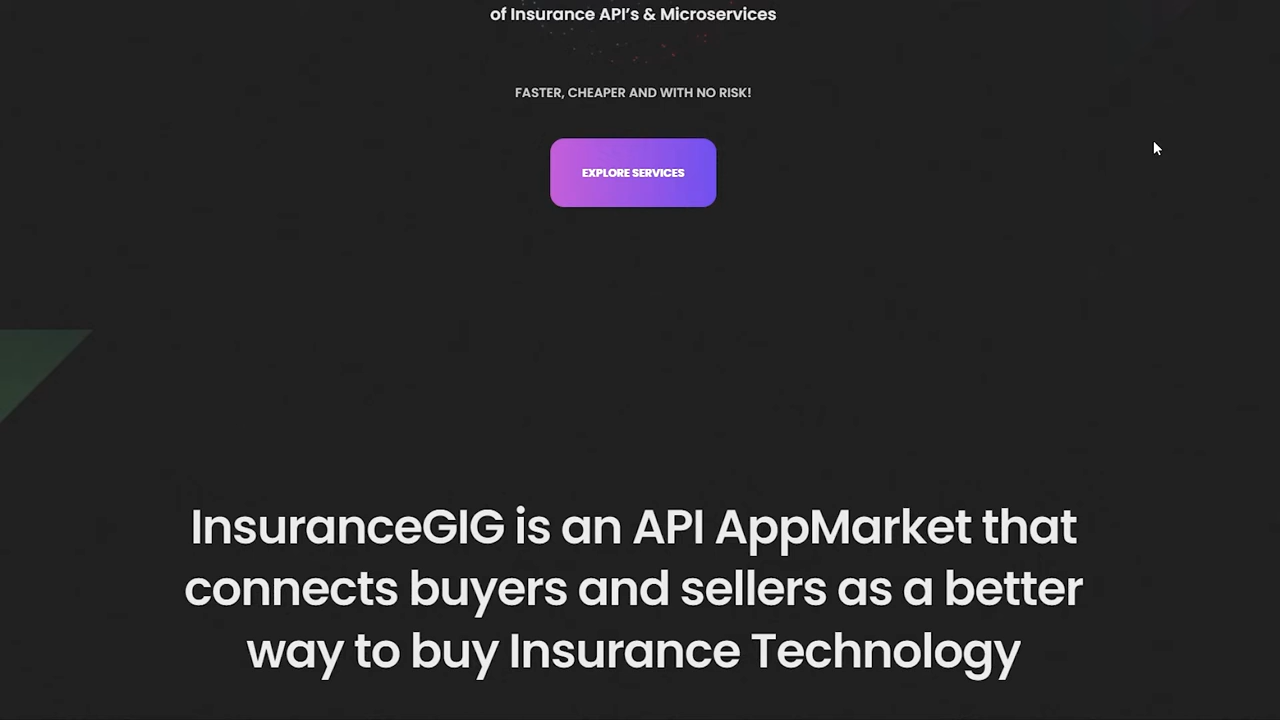 of Insurance API’s & Microservices
FASTER, CHEAPER AND WITH NO RISK!
EXPLORE SERVICES
InsuranceGIG is an API AppMarket that
connects buyers and sellers as a better
way to buy Insurance Technology